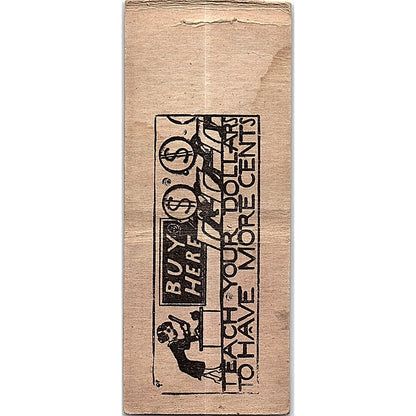 BUY
HERE
$ $
TEACH YOUR DOLLARS
TO HAVE MORE CENTS